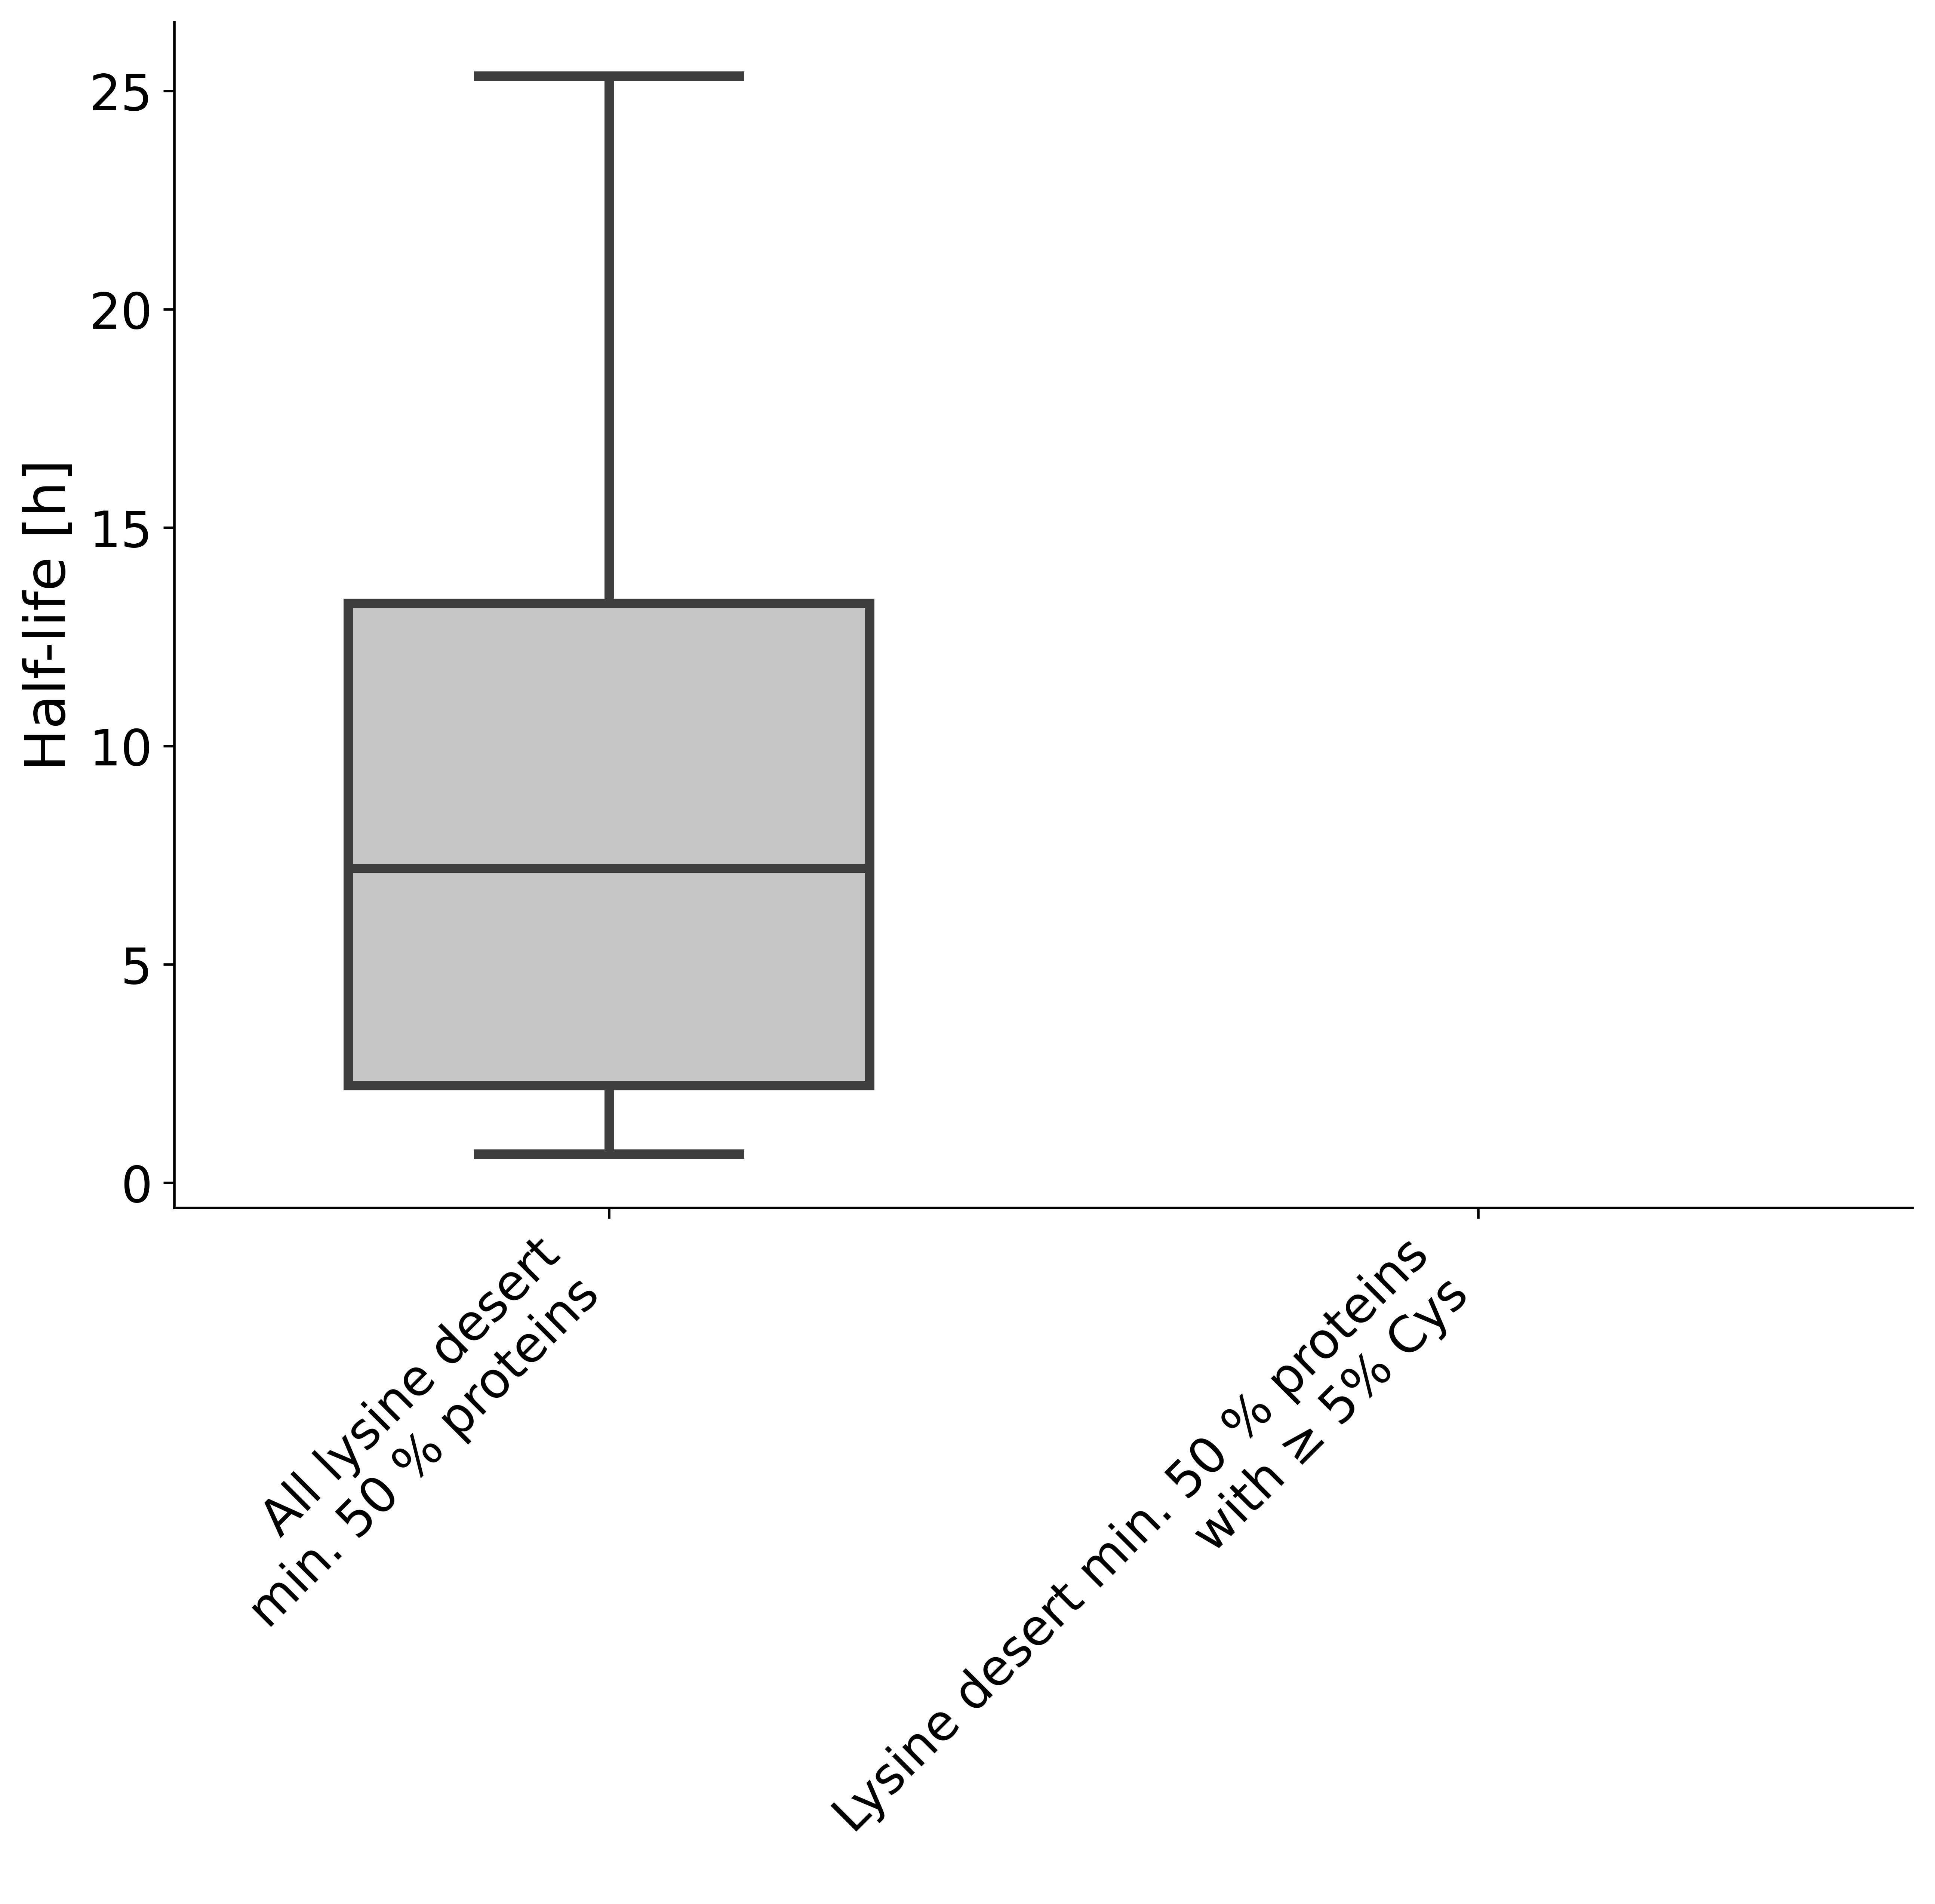 Half-life [h]
25
20
15
10
5
0
All lysine desert
min. 50 % proteins
Lysine desert min. 50 % proteins
with ≥ 5% Cys